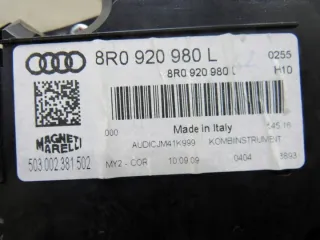 8R0 920 980 L 0255
8R0 920 980 L H10
MAGNETI MARELLI
000 Made in Italy
AUDICJM41K999 KOMBIINSTRUMENT
503 002 381 502 MY2 - COR 10 09 09 0404